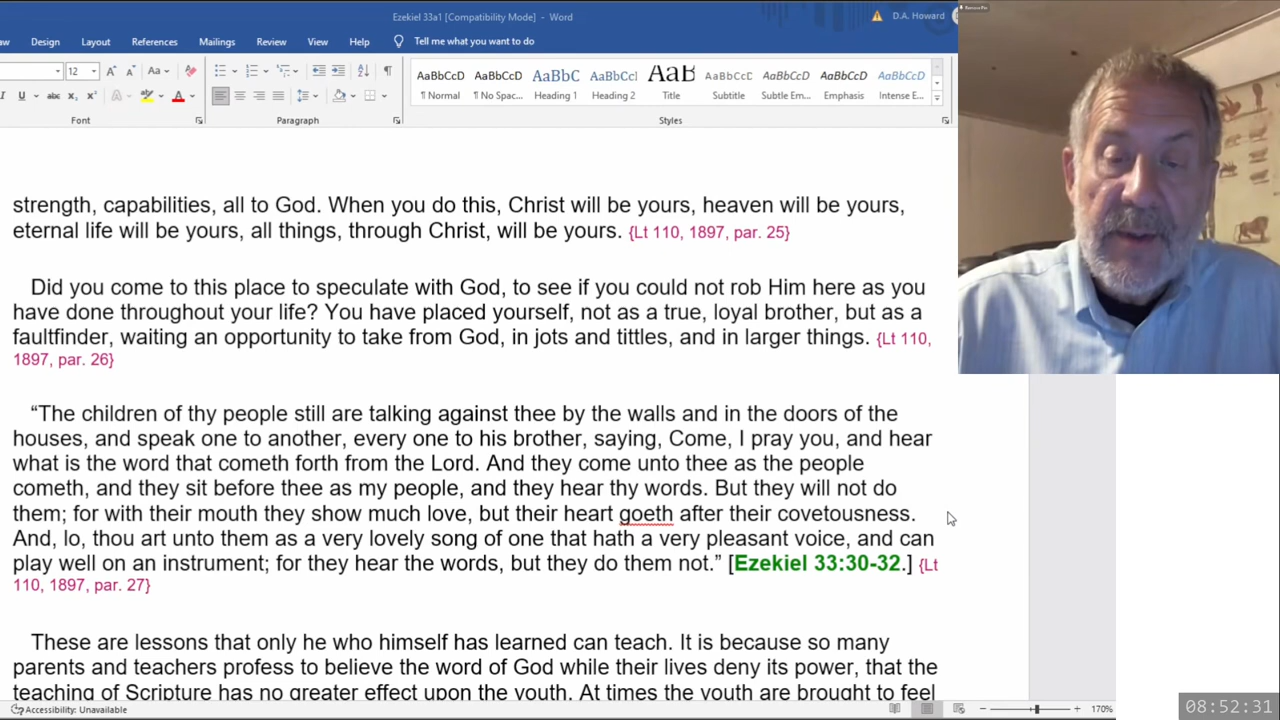 Ezekiel 33a1 [Compatibility Mode] - Word
D.A. Howard
Design Layout References Mailings Review View Help Tell me what you want to do
12 Aa
AaBbCcD AaBbCcD AaBbC AaBbCcI AaB AaBbCcD AaBbCcD AaBbCcD AaBbCcD
¶ Normal ¶ No Spac... Heading 1 Heading 2 Title Subtitle Subtle Em... Emphasis Intense E...
Font Paragraph Styles
strength, capabilities, all to God. When you do this, Christ will be yours, heaven will be yours,
eternal life will be yours, all things, through Christ, will be yours. {Lt 110, 1897, par. 25}
Did you come to this place to speculate with God, to see if you could not rob Him here as you
have done throughout your life? You have placed yourself, not as a true, loyal brother, but as a
faultfinder, waiting an opportunity to take from God, in jots and tittles, and in larger things. {Lt 110,
1897, par. 26}
“The children of thy people still are talking against thee by the walls and in the doors of the
houses, and speak one to another, every one to his brother, saying, Come, I pray you, and hear
what is the word that cometh forth from the Lord. And they come unto thee as the people
cometh, and they sit before thee as my people, and they hear thy words. But they will not do
them; for with their mouth they show much love, but their heart goeth after their covetousness.
And, lo, thou art unto them as a very lovely song of one that hath a very pleasant voice, and can
play well on an instrument; for they hear the words, but they do them not.” [Ezekiel 33:30-32.] {Lt
110, 1897, par. 27}
These are lessons that only he who himself has learned can teach. It is because so many
parents and teachers profess to believe the word of God while their lives deny its power, that the
teaching of Scripture has no greater effect upon the youth. At times the youth are brought to feel
Accessibility: Unavailable
170%
08:52:31